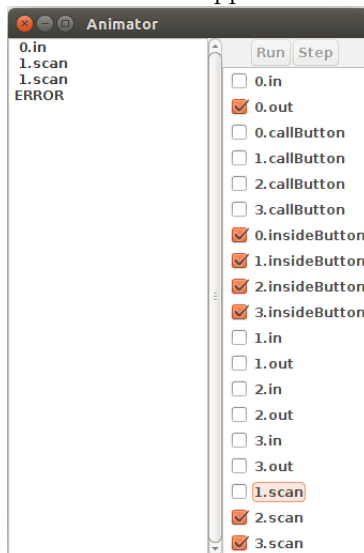 Animator
0.in
1.scan
1.scan
ERROR
Run Step
0.in
0.out
0.callButton
1.callButton
2.callButton
3.callButton
0.insideButton
1.insideButton
2.insideButton
3.insideButton
1.in
1.out
2.in
2.out
3.in
3.out
1.scan
2.scan
3.scan